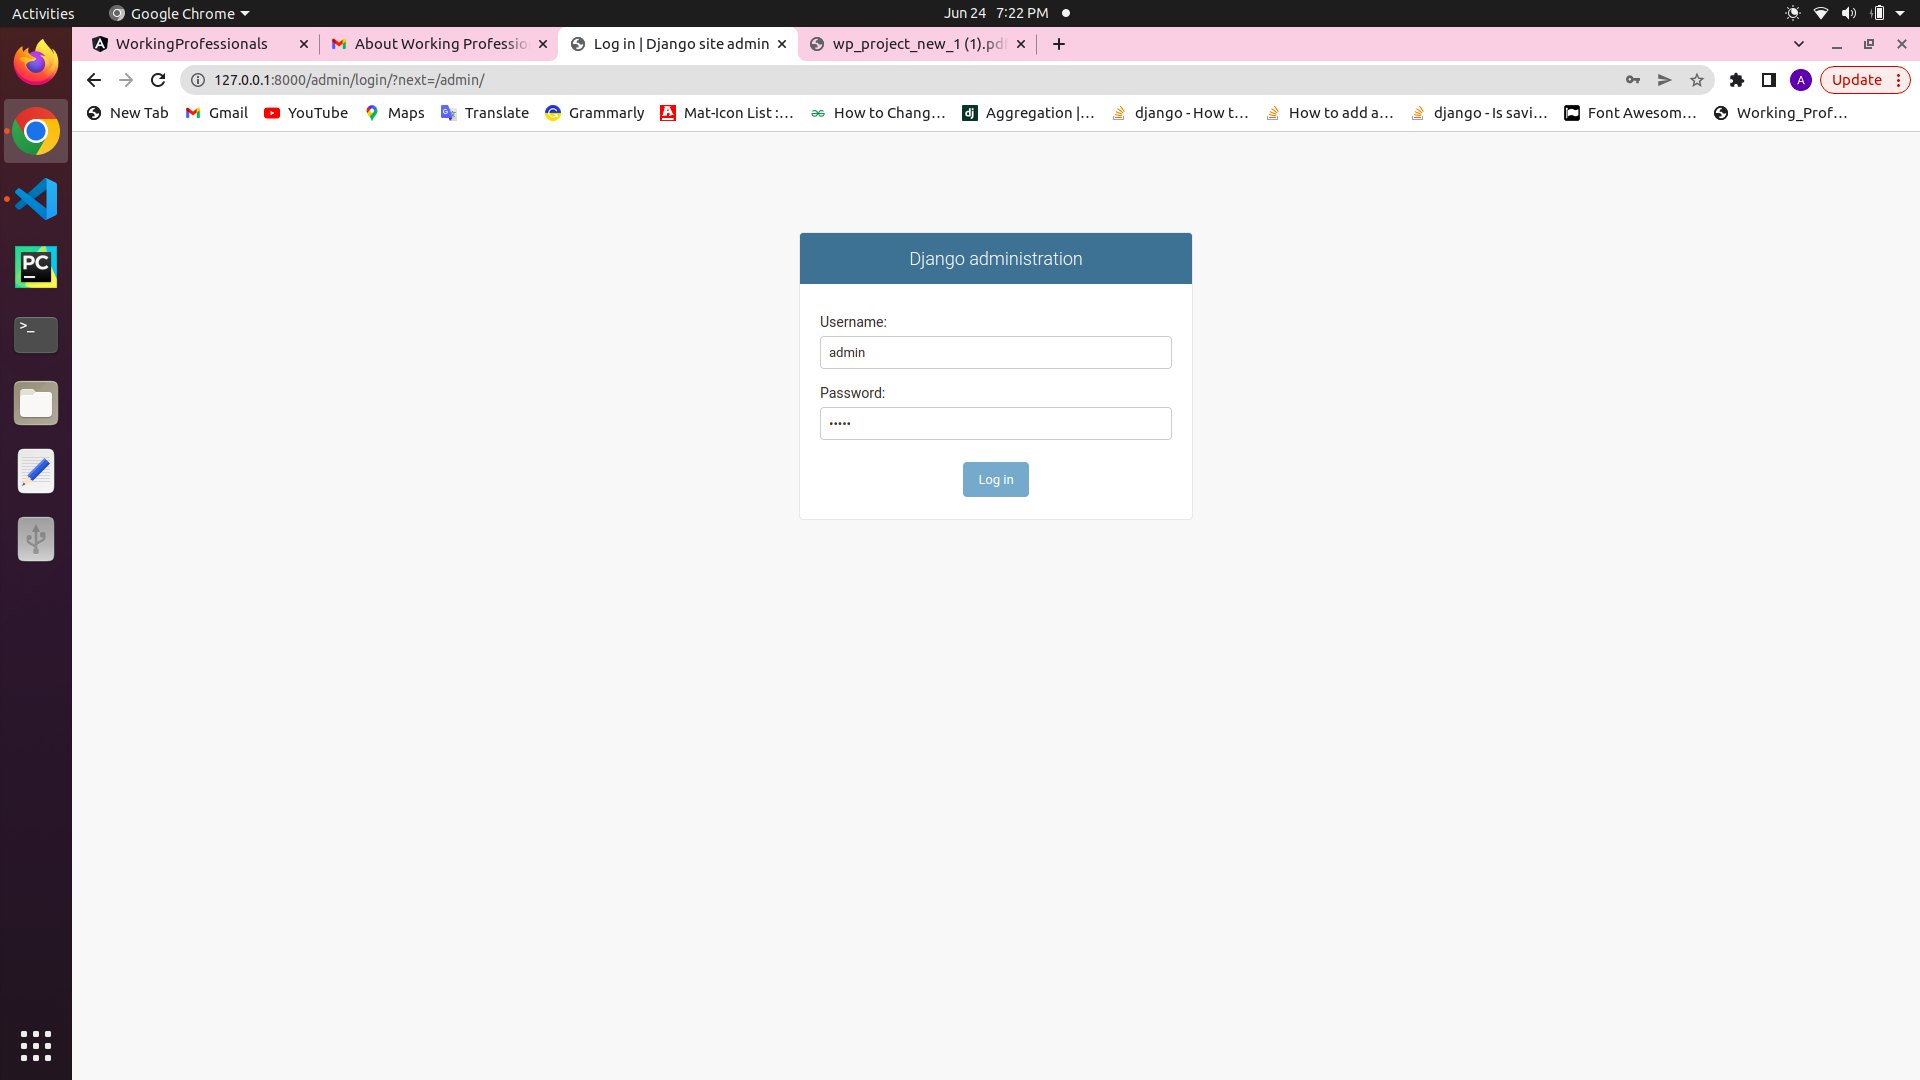 Activities
Google Chrome
Jun 24 7:22 PM
WorkingProfessionals
About Working Professio
Log in | Django site admin
wp_project_new_1 (1).pdf
127.0.0.1:8000/admin/login/?next=/admin/
A
Update
New Tab
Gmail
YouTube
Maps
Translate
Grammarly
Mat-Icon List :...
How to Chang...
dj
Aggregation |...
django - How t...
How to add a...
django - Is savi...
Font Awesom...
Working_Prof...
PC
>_
Django administration
Username:
admin
Password:
•••••
Log in